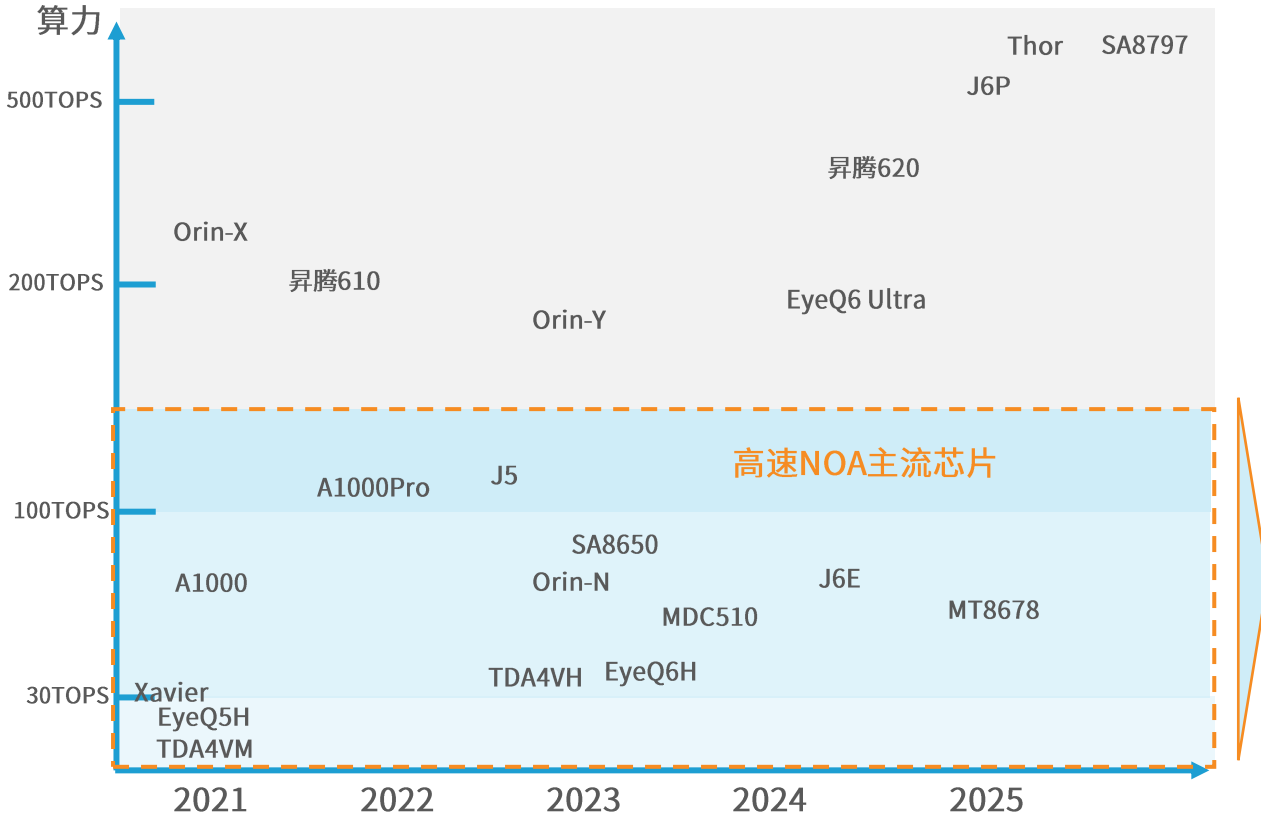 算力
Thor SA8797
J6P
500TOPS
昇腾620
Orin-X
昇腾610
200TOPS
EyeQ6 Ultra
Orin-Y
高速NOA主流芯片
J5
A1000Pro
100TOPS
SA8650
A1000
Orin-N
J6E
MDC510
MT8678
EyeQ6H
TDA4VH
30TOPS
Xavier
EyeQ5H
TDA4VM
2021 2022 2023 2024 2025